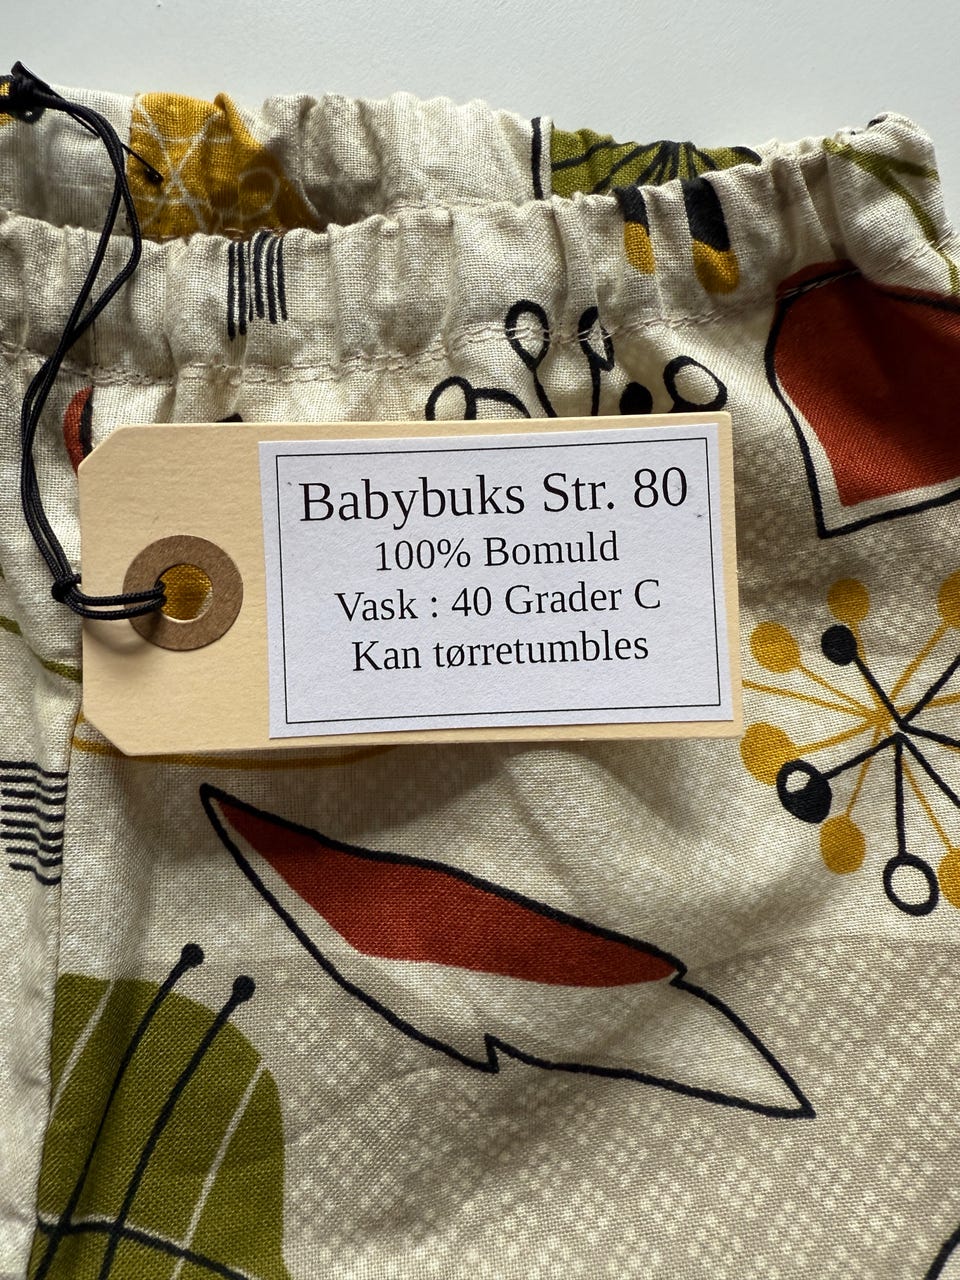 Babybuks Str. 80
100% Bomuld
Vask : 40 Grader C
Kan tørretumbles